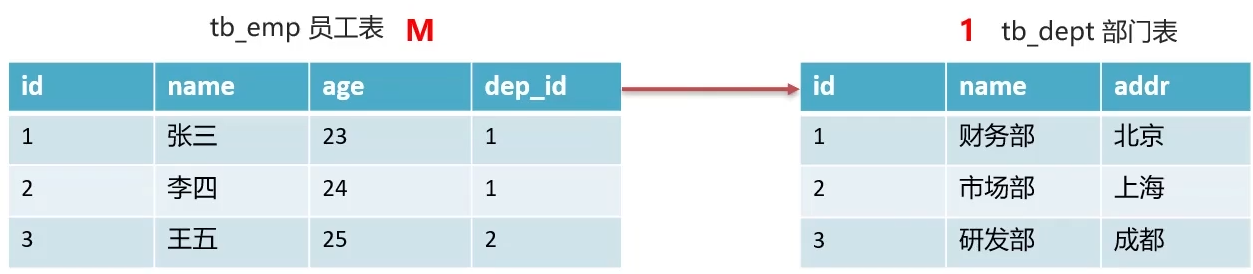 tb_emp 员工表 M 1 tb_dept 部门表
id name age dep_id id name addr
1 张三 23 1 1 财务部 北京
2 李四 24 1 2 市场部 上海
3 王五 25 2 3 研发部 成都